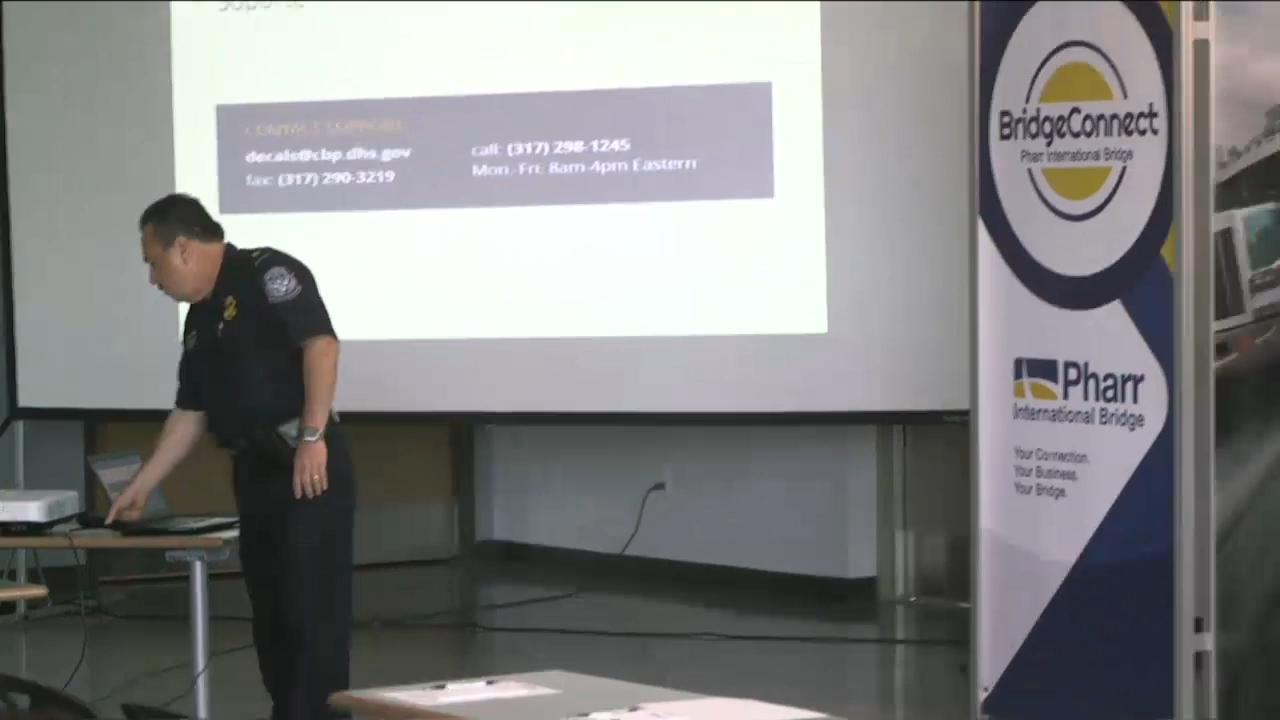 CONTACT SUPPORT:
decals@cbp.dhs.gov
fax: (317) 290-3219
call: (317) 298-1245
Mon.-Fri. 8am-4pm Eastern
BridgeConnect
Pharr International Bridge
Pharr
International Bridge
Your Connection.
Your Business.
Your Bridge.